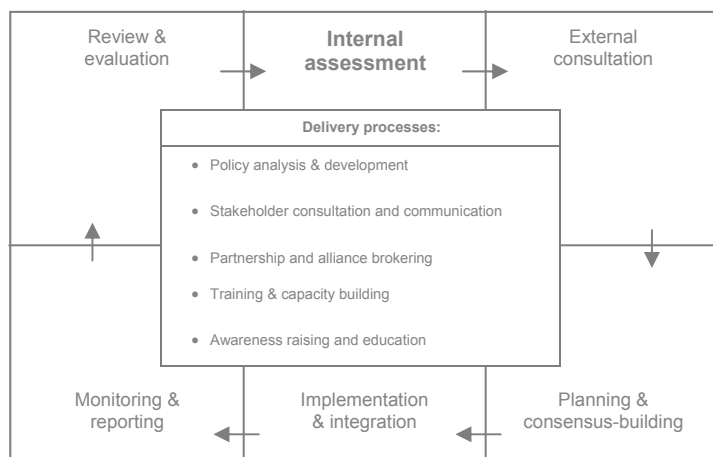 Review &
evaluation
Internal
assessment
External
consultation
Delivery processes:
• Policy analysis & development
• Stakeholder consultation and communication
• Partnership and alliance brokering
• Training & capacity building
• Awareness raising and education
Monitoring &
reporting
Implementation
& integration
Planning &
consensus-building